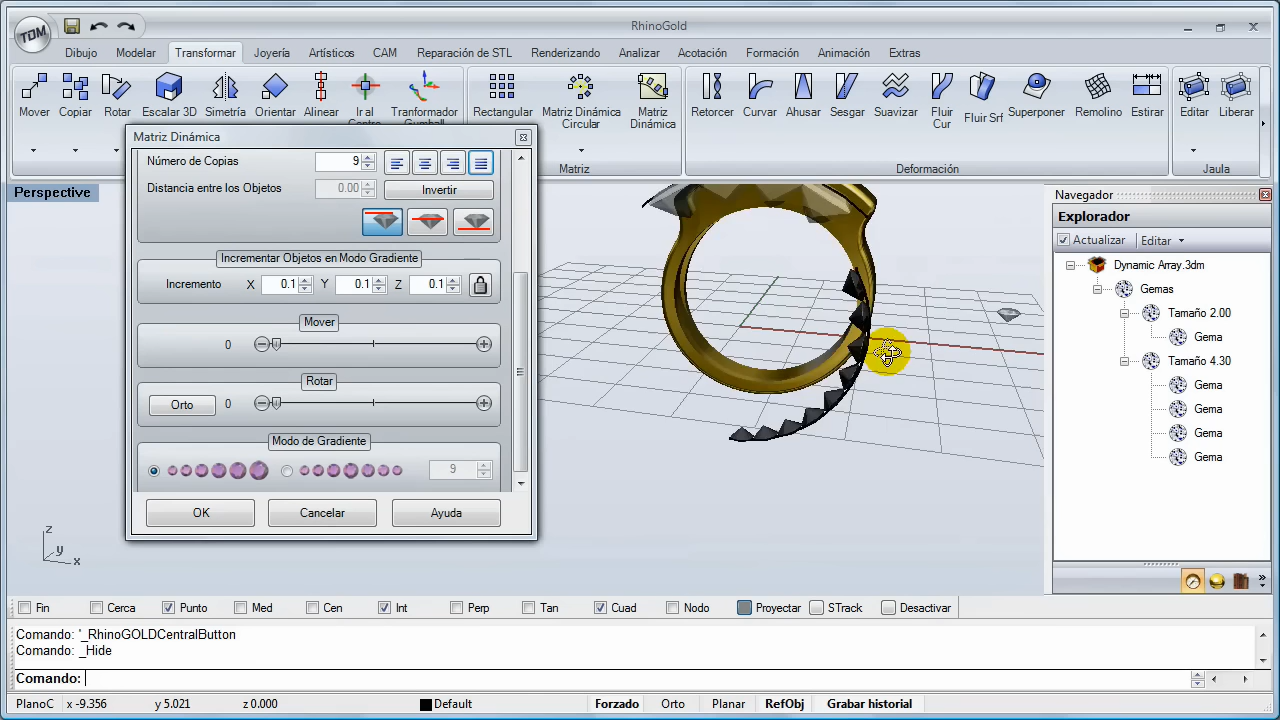 TDM
RhinoGold
Dibujo Modelar Transformar Joyería Artísticos CAM Reparación de STL Renderizando Analizar Acotación Formación Animación Extras
Mover Copiar Rotar Escalar 3D Simetría Orientar Alinear Ir al Centro Tranformador Gumball Rectangular Matriz Dinámica Circular Matriz Dinámica Retorcer Curvar Ahusar Sesgar Suavizar Fluir Cur Fluir Srf Superponer Remolino Estirar Editar Liberar
Matriz Deformación Jaula
Matriz Dinámica
Número de Copias 9
Distancia entre los Objetos 0.00 Invertir
Incrementar Objetos en Modo Gradiente
Incremento X 0.1 Y 0.1 Z 0.1
Mover
0
Rotar
Orto 0
Modo de Gradiente
9
OK Cancelar Ayuda
Perspective
z
y
x
Navegador
Explorador
Actualizar Editar
Dynamic Array.3dm
Gemas
Tamaño 2.00
Gema
Tamaño 4.30
Gema
Gema
Gema
Gema
Fin Cerca Punto Med Cen Int Perp Tan Cuad Nodo Proyectar STrack Desactivar
Comando: '_RhinoGOLDCentralButton
Comando: _Hide
Comando:
PlanoC x -9.356 y 5.021 z 0.000 Default Forzado Orto Planar RefObj Grabar historial